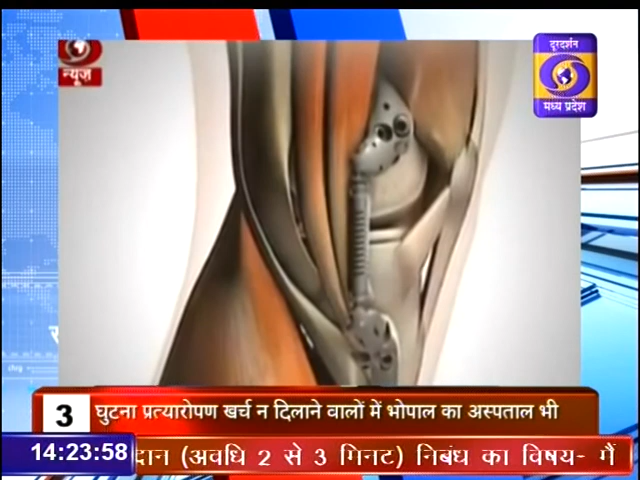 न्यूज़
दूरदर्शन
मध्य प्रदेश
3 घुटना प्रत्यारोपण खर्च न दिलाने वालों में भोपाल का अस्पताल भी
14:23:58 दान (अवधि 2 से 3 मिनट) निबंध का विषय- मैं